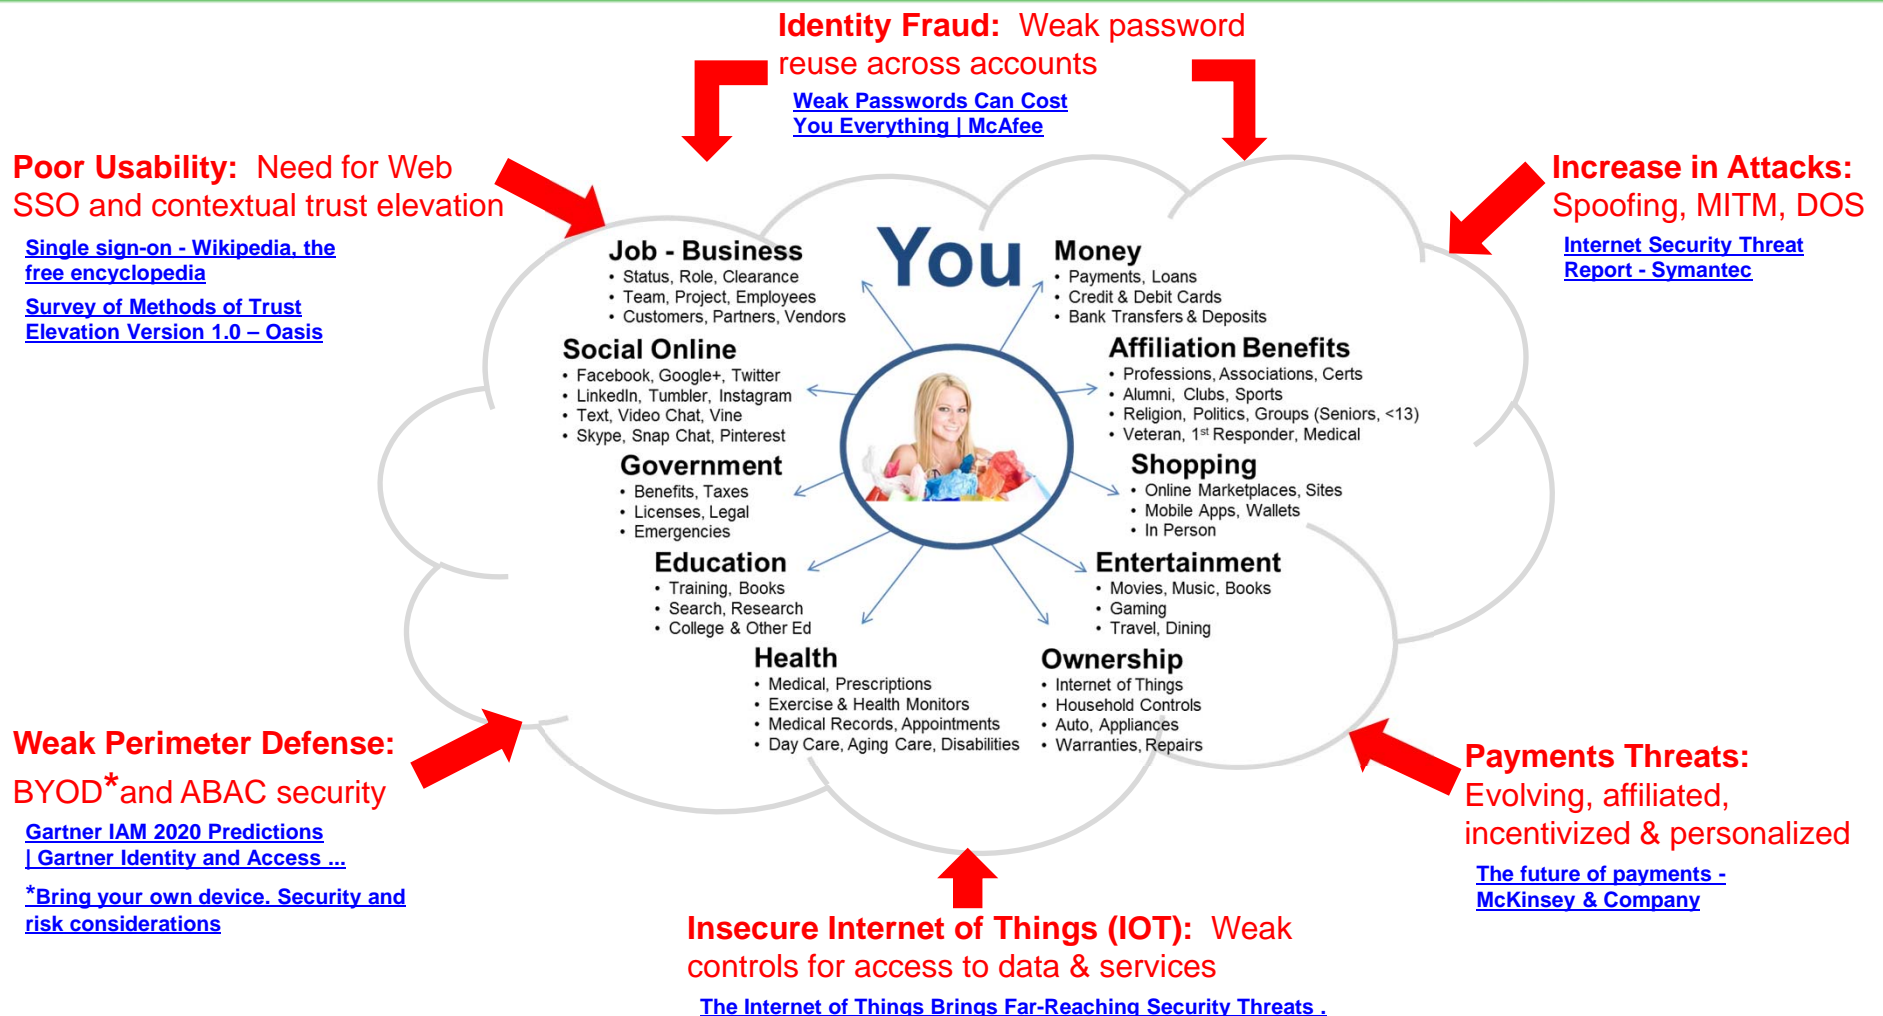 Identity Fraud: Weak password
reuse across accounts
Weak Passwords Can Cost
You Everything | McAfee
Poor Usability: Need for Web
SSO and contextual trust elevation
Single sign-on - Wikipedia, the
free encyclopedia
Survey of Methods of Trust
Elevation Version 1.0 – Oasis
Increase in Attacks:
Spoofing, MITM, DOS
Internet Security Threat
Report - Symantec
You
Job - Business
• Status, Role, Clearance
• Team, Project, Employees
• Customers, Partners, Vendors
Money
• Payments, Loans
• Credit & Debit Cards
• Bank Transfers & Deposits
Social Online
• Facebook, Google+, Twitter
• LinkedIn, Tumbler, Instagram
• Text, Video Chat, Vine
• Skype, Snap Chat, Pinterest
Affiliation Benefits
• Professions, Associations, Certs
• Alumni, Clubs, Sports
• Religion, Politics, Groups (Seniors, <13)
• Veteran, 1st Responder, Medical
Government
• Benefits, Taxes
• Licenses, Legal
• Emergencies
Shopping
• Online Marketplaces, Sites
• Mobile Apps, Wallets
• In Person
Education
• Training, Books
• Search, Research
• College & Other Ed
Entertainment
• Movies, Music, Books
• Gaming
• Travel, Dining
Health
• Medical, Prescriptions
• Exercise & Health Monitors
• Medical Records, Appointments
• Day Care, Aging Care, Disabilities
Ownership
• Internet of Things
• Household Controls
• Auto, Appliances
• Warranties, Repairs
Weak Perimeter Defense:
BYOD*and ABAC security
Gartner IAM 2020 Predictions
| Gartner Identity and Access ...
*Bring your own device. Security and
risk considerations
Payments Threats:
Evolving, affiliated,
incentivized & personalized
The future of payments -
McKinsey & Company
Insecure Internet of Things (IOT): Weak
controls for access to data & services
The Internet of Things Brings Far-Reaching Security Threats .